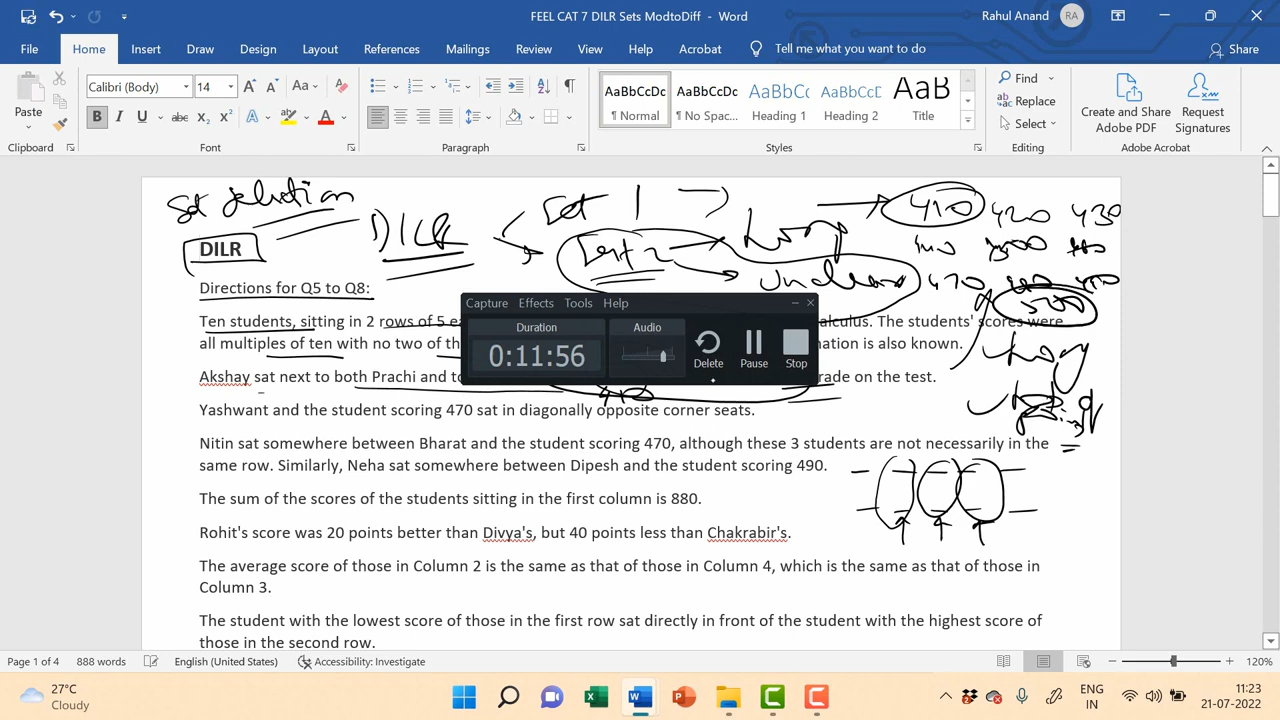 FEEL CAT 7 DILR Sets ModtoDiff - Word
Rahul Anand RA
File Home Insert Draw Design Layout References Mailings Review View Help Acrobat Tell me what you want to do Share
Paste
Calibri (Body) 14
Normal
No Spac...
Heading
Heading 2
Title
Find
Replace
Select
Create and Share Adobe PDF
Request Signatures
Clipboard Font Paragraph Styles Editing Adobe Acrobat
Set solution
DILR
Set 1
410 420 430
DILR
Directions for Q5 to Q8:
500
Capture Effects Tools Help
Duration
Audio
0:11:56
Delete Pause Stop
Ten students, sitting in 2 rows of 5 calculus. The students' scores were
all multiples of ten with no two of is also known.
Akshay sat next to both Prachi and on the test.
410
Yashwant and the student scoring 470 sat in diagonally opposite corner seats.
Nitin sat somewhere between Bharat and the student scoring 470, although these 3 students are not necessarily in the
same row. Similarly, Neha sat somewhere between Dipesh and the student scoring 490.
The sum of the scores of the students sitting in the first column is 880.
Rohit's score was 20 points better than Divya's, but 40 points less than Chakrabir's.
The average score of those in Column 2 is the same as that of those in Column 4, which is the same as that of those in
Column 3.
The student with the lowest score of those in the first row sat directly in front of the student with the highest score of
those in the second row.
Page 1 of 4 888 words English (United States) Accessibility: Investigate 120%
27°C
Cloudy
ENG
IN
11:23
21-07-2022